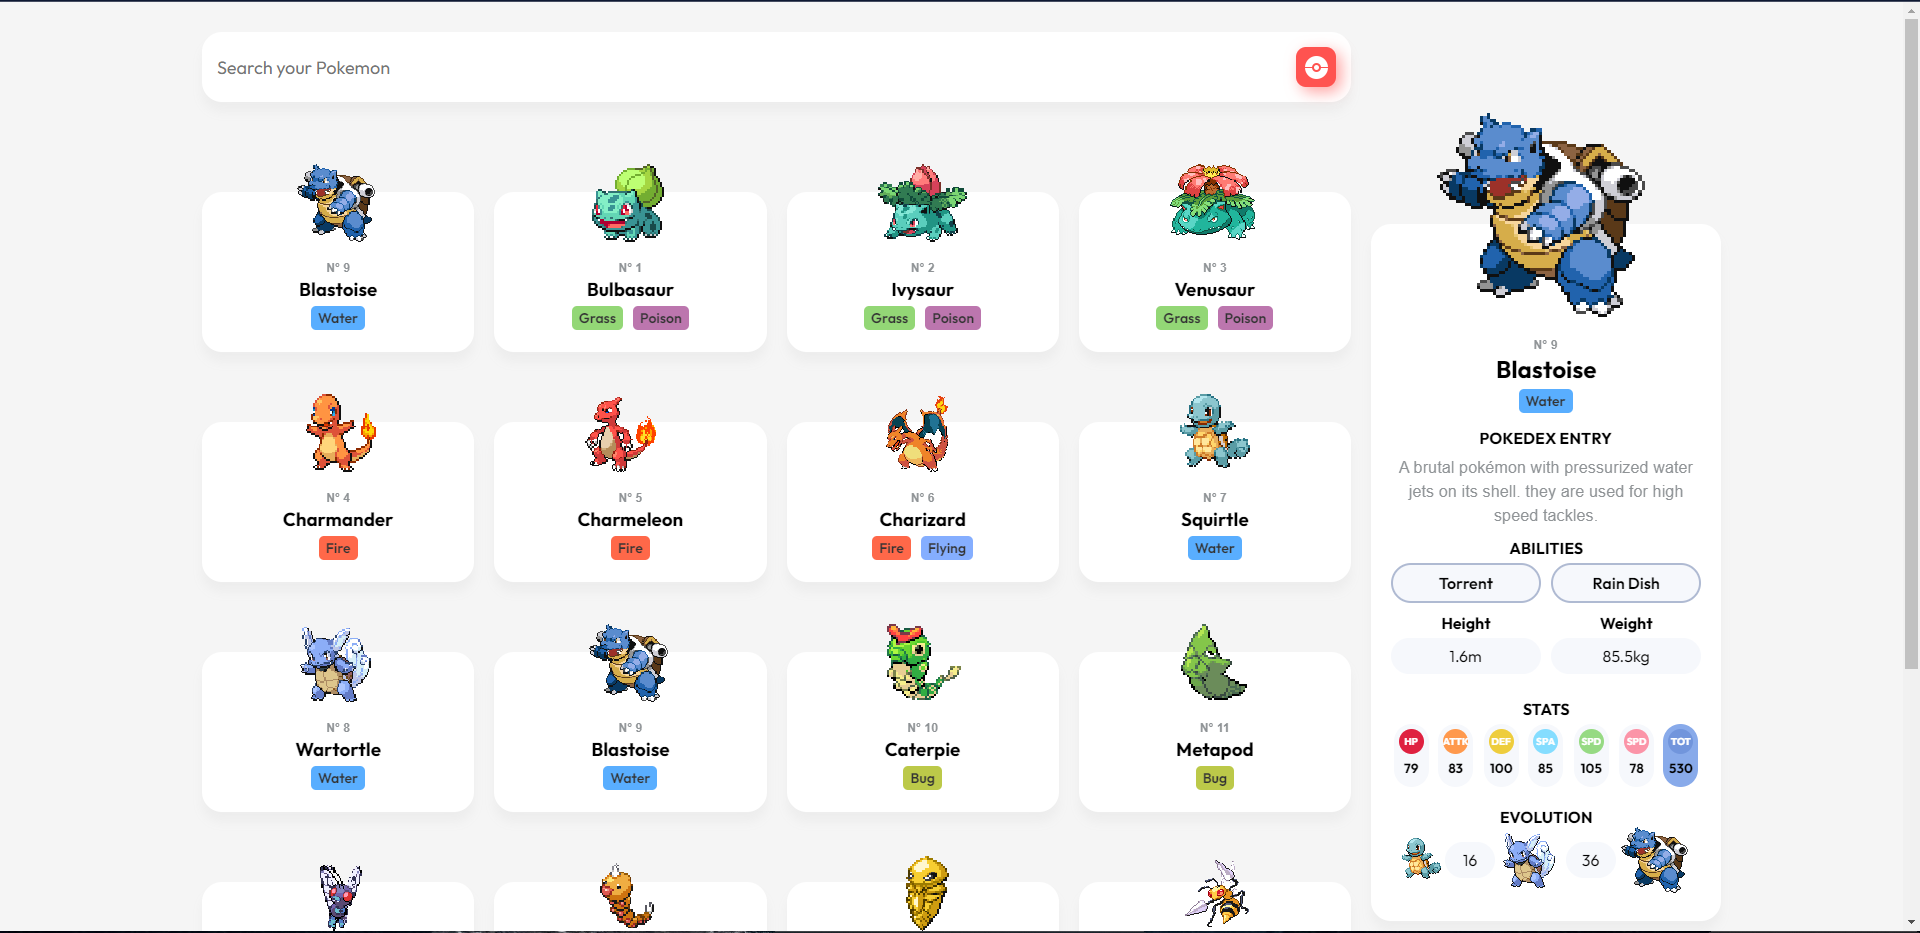 Search your Pokemon
N° 9
Blastoise
Water
N° 1
Bulbasaur
Grass Poison
N° 2
Ivysaur
Grass Poison
N° 3
Venusaur
Grass Poison
N° 4
Charmander
Fire
N° 5
Charmeleon
Fire
N° 6
Charizard
Fire Flying
N° 7
Squirtle
Water
N° 8
Wartortle
Water
N° 9
Blastoise
Water
N° 10
Caterpie
Bug
N° 11
Metapod
Bug
N° 9
Blastoise
Water
POKEDEX ENTRY
A brutal pokémon with pressurized water
jets on its shell. they are used for high
speed tackles.
ABILITIES
Torrent Rain Dish
Height Weight
1.6m 85.5kg
STATS
HP ATTK DEF SPA SPD SPD TOT
79 83 100 85 105 78 530
EVOLUTION
16 36